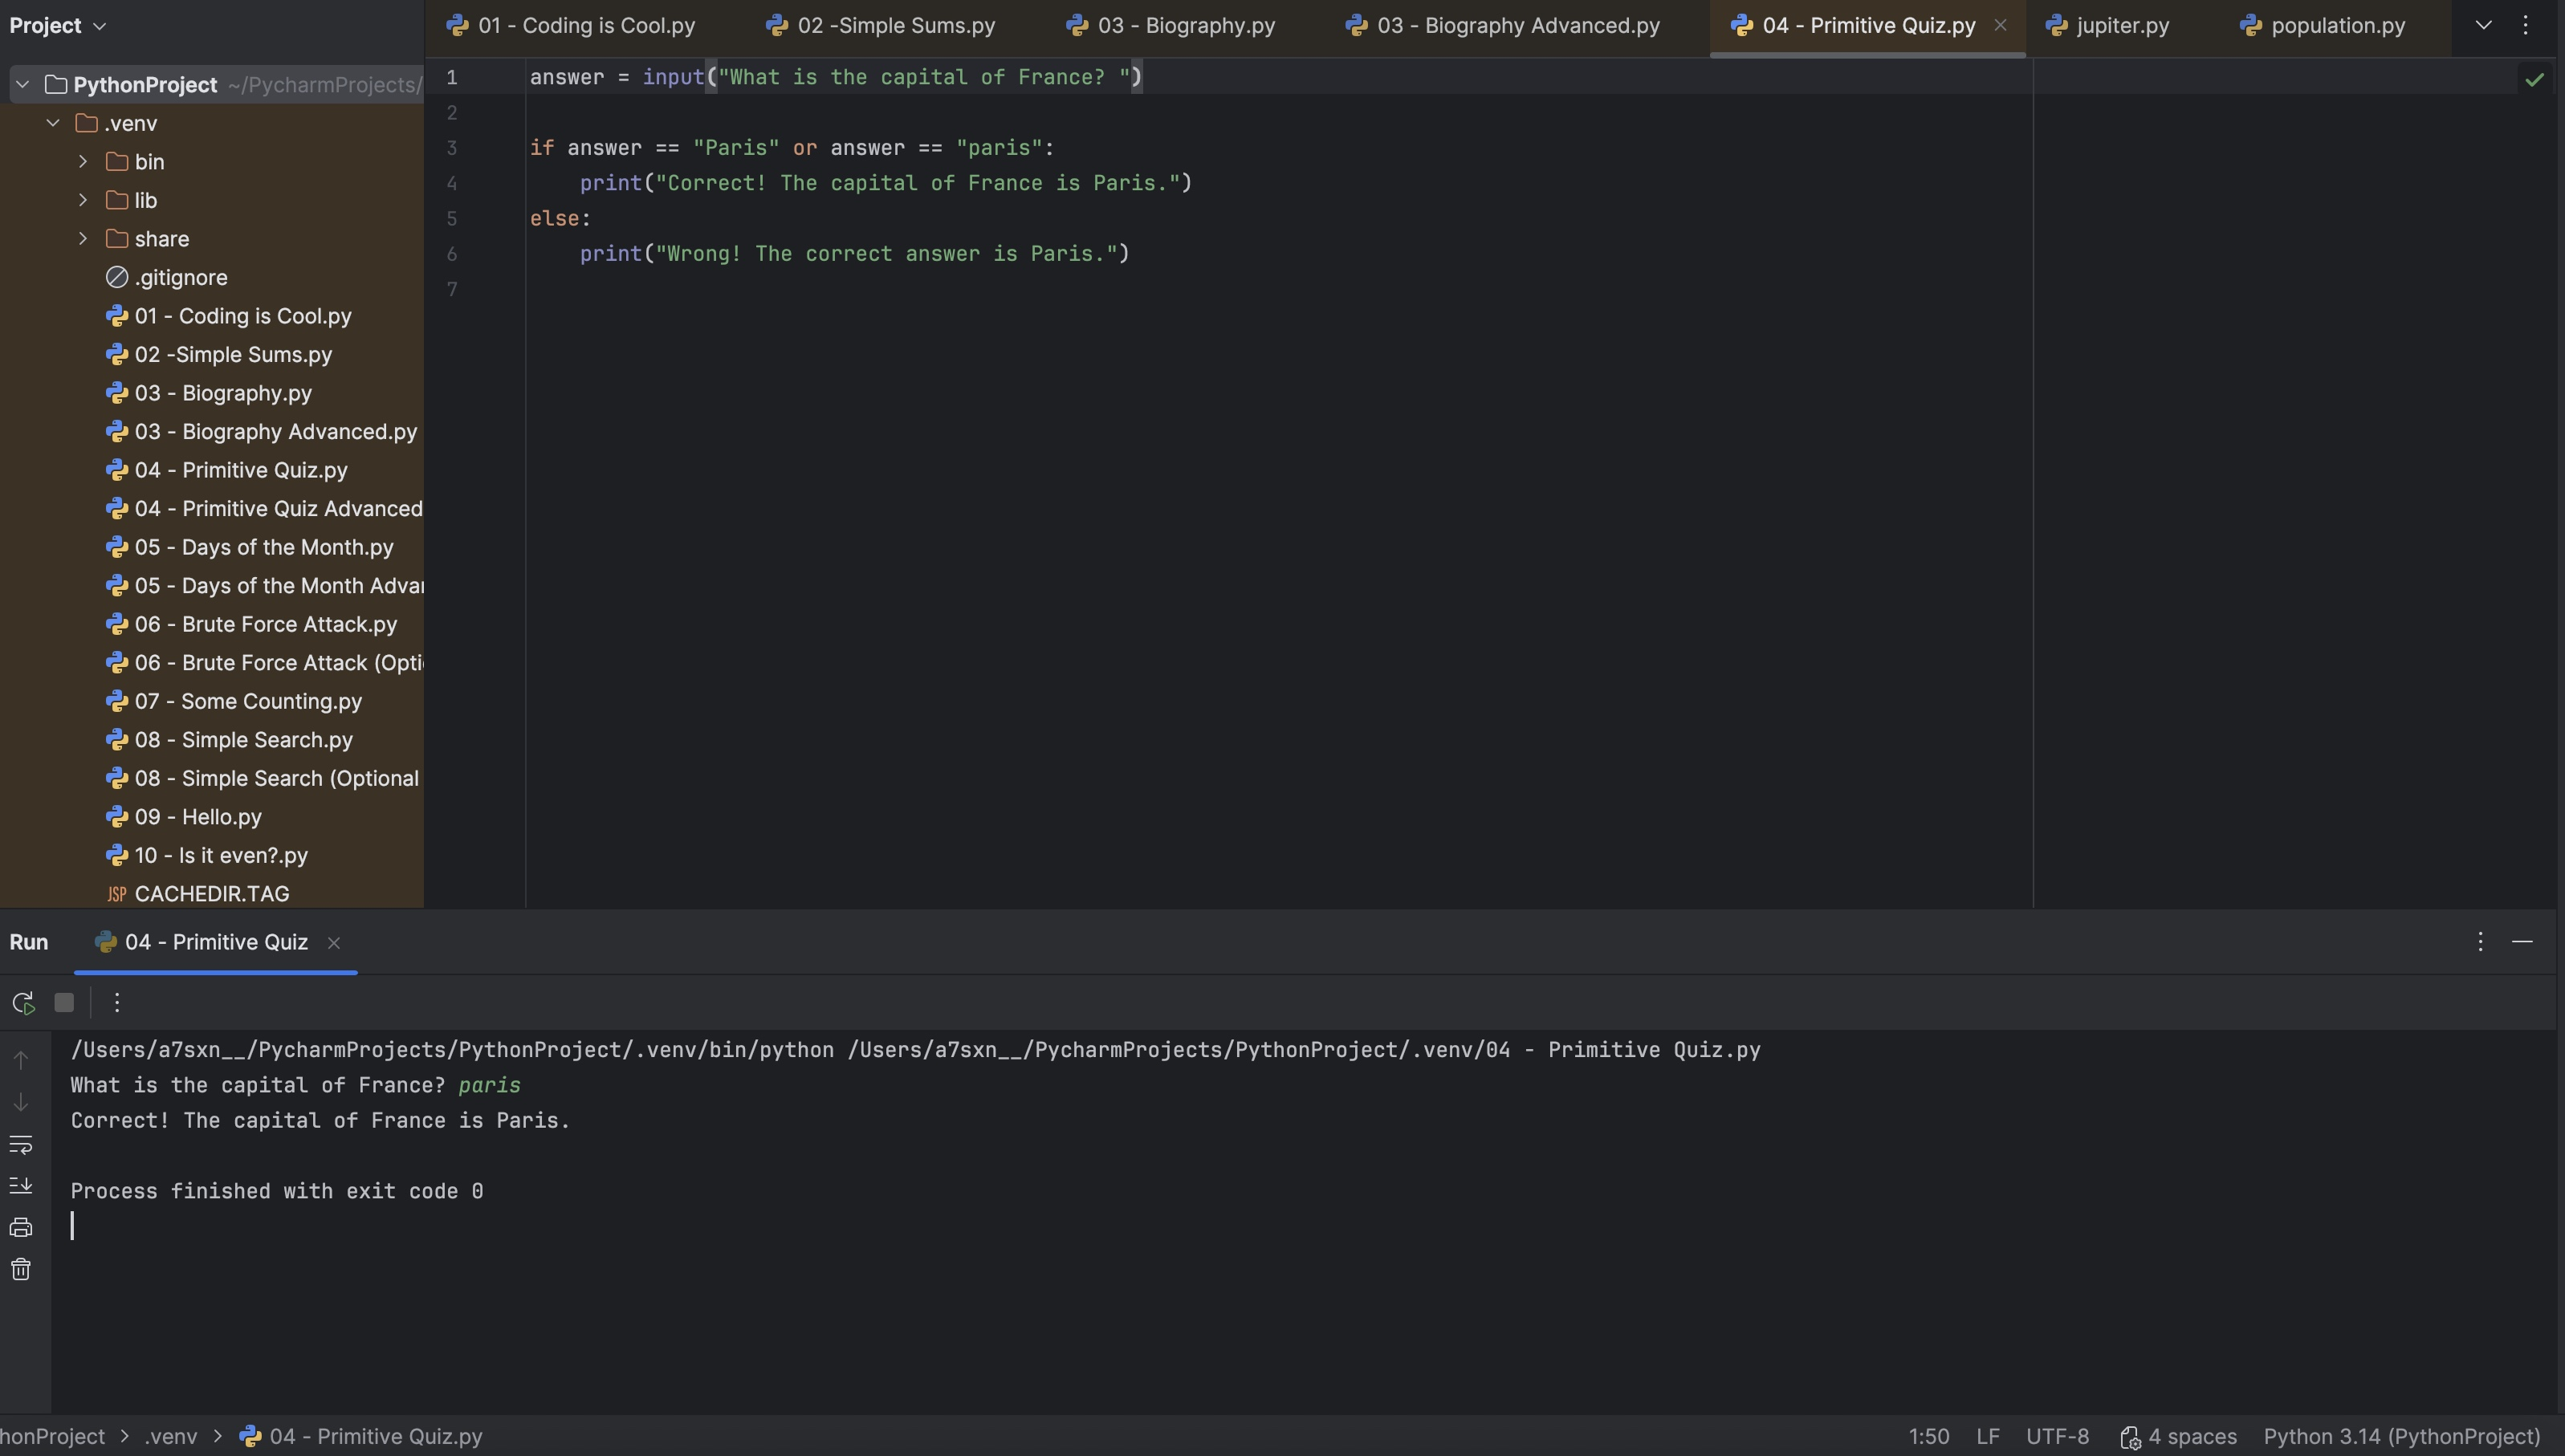 Project
01 - Coding is Cool.py
02 -Simple Sums.py
03 - Biography.py
03 - Biography Advanced.py
04 - Primitive Quiz.py
jupiter.py
population.py
PythonProject ~/PycharmProjects/
.venv
bin
lib
share
.gitignore
01 - Coding is Cool.py
02 -Simple Sums.py
03 - Biography.py
03 - Biography Advanced.py
04 - Primitive Quiz.py
04 - Primitive Quiz Advanced
05 - Days of the Month.py
05 - Days of the Month Advar
06 - Brute Force Attack.py
06 - Brute Force Attack (Opti
07 - Some Counting.py
08 - Simple Search.py
08 - Simple Search (Optional
09 - Hello.py
10 - Is it even?.py
JSP CACHEDIR.TAG
1 answer = input("What is the capital of France? ")
2
3 if answer == "Paris" or answer == "paris":
4 print("Correct! The capital of France is Paris.")
5 else:
6 print("Wrong! The correct answer is Paris.")
7
Run 04 - Primitive Quiz
/Users/a7sxn__/PycharmProjects/PythonProject/.venv/bin/python /Users/a7sxn__/PycharmProjects/PythonProject/.venv/04 - Primitive Quiz.py
What is the capital of France? paris
Correct! The capital of France is Paris.
Process finished with exit code 0
honProject > .venv > 04 - Primitive Quiz.py
1:50 LF UTF-8 4 spaces Python 3.14 (PythonProject)